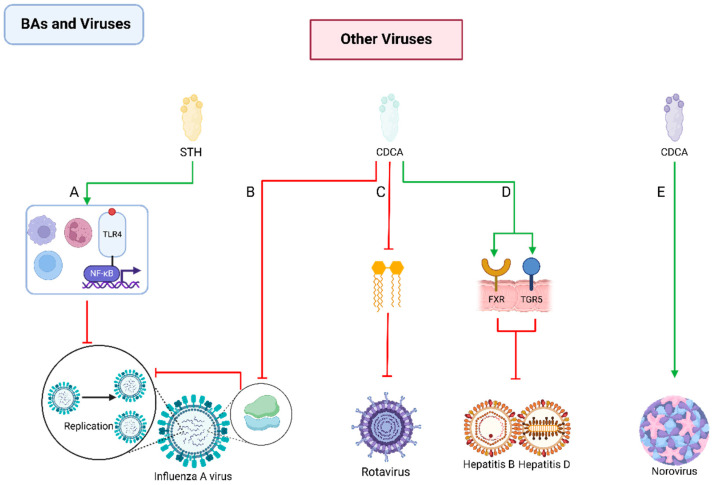 BAs and Viruses
Other Viruses
STH
CDCA
CDCA
A
B
C
D
E
TLR4
NF-κB
FXR
TGR5
Replication
Influenza A virus
Rotavirus
Hepatitis B
Hepatitis D
Norovirus